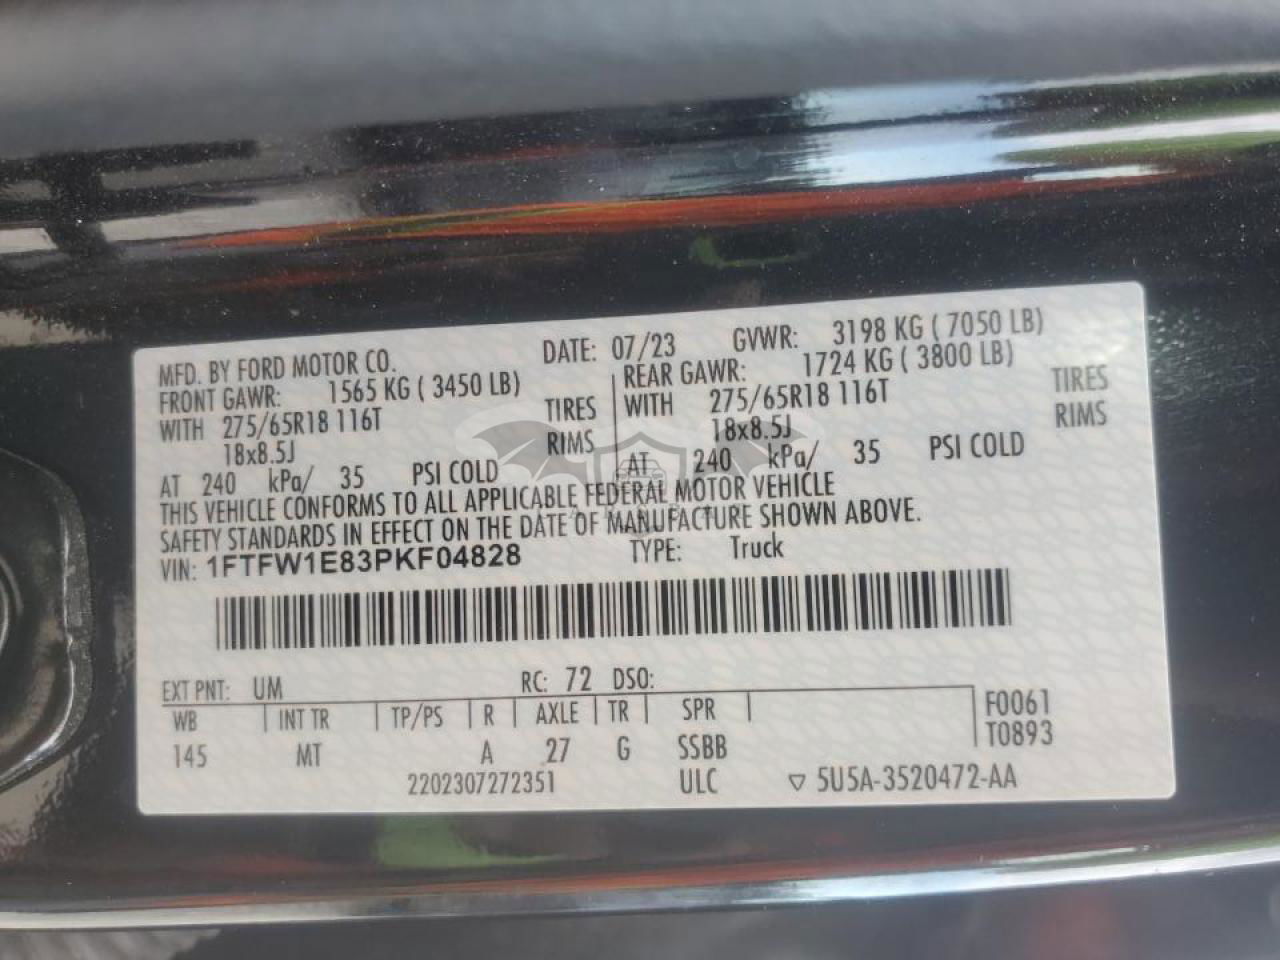 MFD. BY FORD MOTOR CO. DATE: 07/23 GVWR: 3198 KG ( 7050 LB)
FRONT GAWR: 1565 KG ( 3450 LB) REAR GAWR: 1724 KG ( 3800 LB)
WITH 275/65R18 116T TIRES WITH 275/65R18 116T TIRES
18x8.5J RIMS 18x8.5J RIMS
AT 240 kPa/ 35 PSI COLD AT 240 kPa/ 35 PSI COLD
THIS VEHICLE CONFORMS TO ALL APPLICABLE FEDERAL MOTOR VEHICLE
SAFETY STANDARDS IN EFFECT ON THE DATE OF MANUFACTURE SHOWN ABOVE.
VIN: 1FTFW1E83PKF04828 TYPE: Truck
EXT PNT: UM RC: 72 DSO:
WB INT TR TP/PS R AXLE TR SPR F0061
T0893
145 MT A 27 G SSBB
2202307272351 ULC 5U5A-3520472-AA